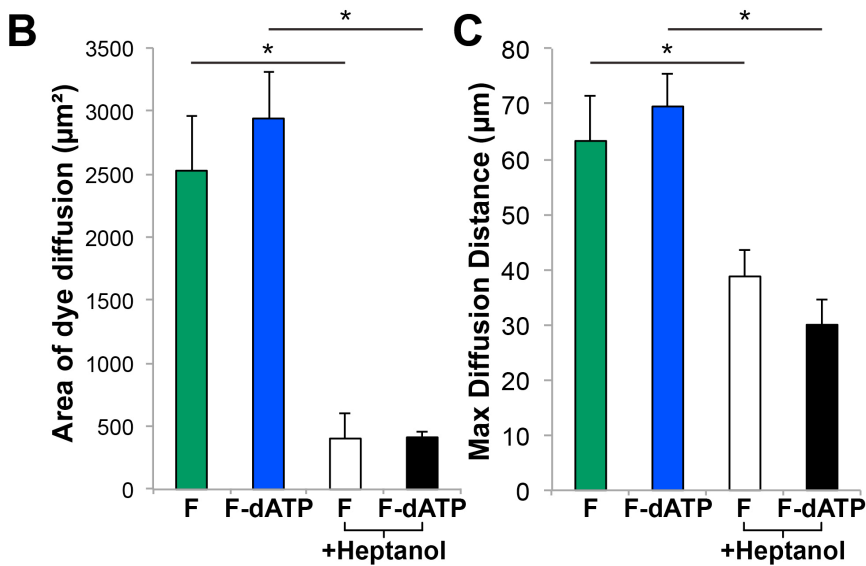 B
*
*
Area of dye diffusion (µm²)
3500
3000
2500
2000
1500
1000
500
0
F F-dATP F F-dATP
+Heptanol
C
*
*
Max Diffusion Distance (µm)
80
70
60
50
40
30
20
10
0
F F-dATP F F-dATP
+Heptanol